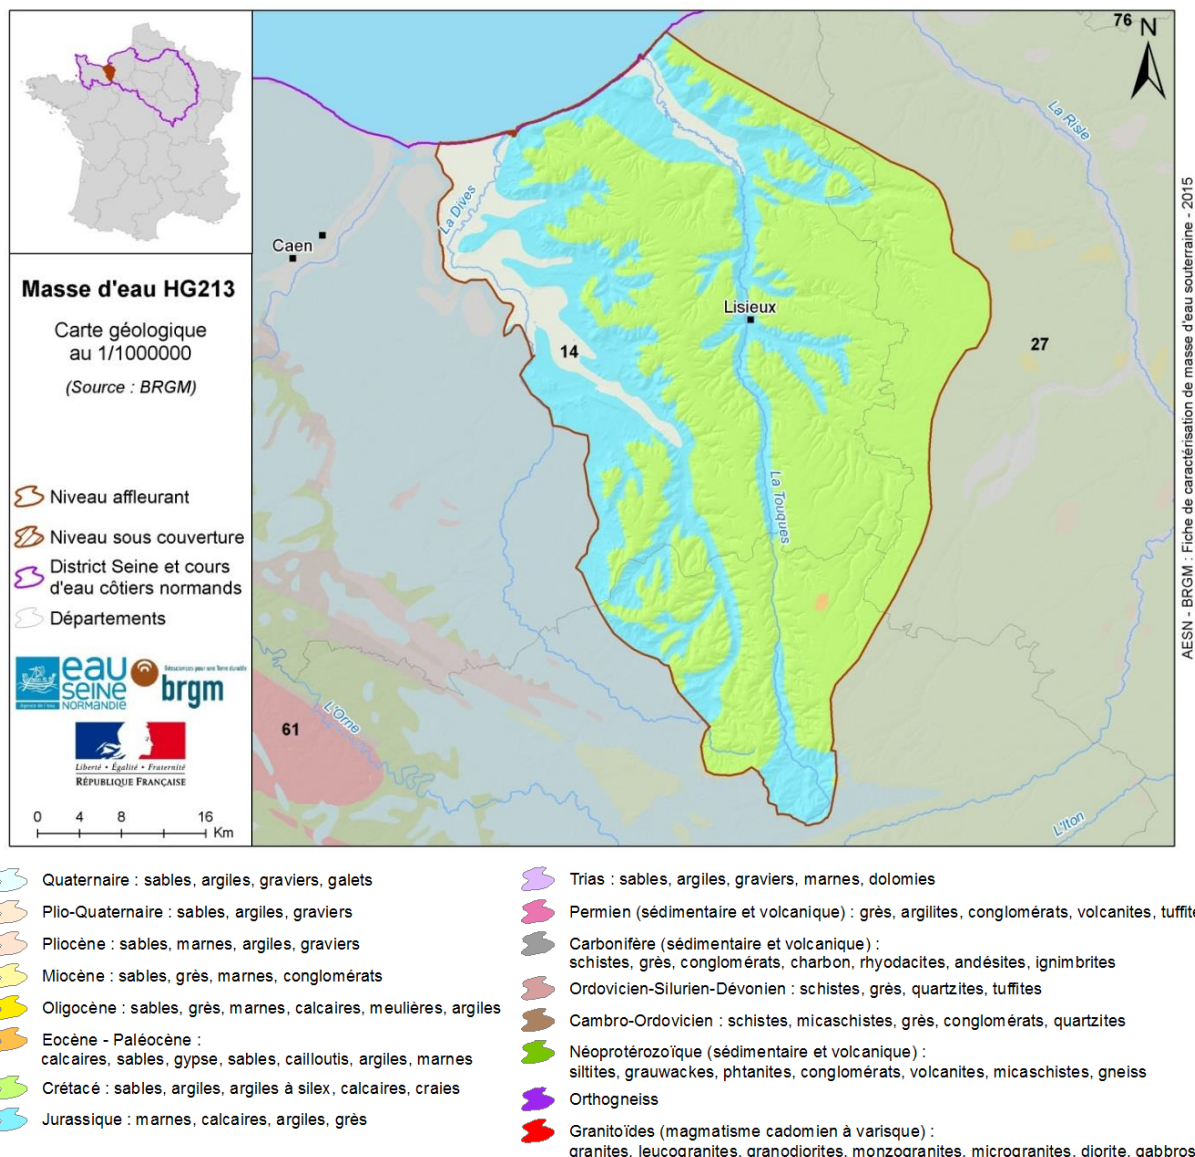 Masse d'eau HG213
Carte géologique
au 1/1000000
(Source : BRGM)
Niveau affleurant
Niveau sous couverture
District Seine et cours
d'eau côtiers normands
Départements
eau
SEINE
NORMANDIE
Géosciences pour une Terre durable
brgm
Liberté • Égalité • Fraternité
RÉPUBLIQUE FRANÇAISE
0 4 8 16
Km
76
N
La Risle
La Dives
Caen
Lisieux
14
27
La Touques
61
L'Orne
L'Iton
AESN - BRGM : Fiche de caractérisation de masse d'eau souterraine - 2015
Quaternaire : sables, argiles, graviers, galets
Plio-Quaternaire : sables, argiles, graviers
Pliocène : sables, marnes, argiles, graviers
Miocène : sables, grès, marnes, conglomérats
Oligocène : sables, grès, marnes, calcaires, meulières, argiles
Eocène - Paléocène :
calcaires, sables, gypse, sables, cailloutis, argiles, marnes
Crétacé : sables, argiles, argiles à silex, calcaires, craies
Jurassique : marnes, calcaires, argiles, grès
Trias : sables, argiles, graviers, marnes, dolomies
Permien (sédimentaire et volcanique) : grès, argilites, conglomérats, volcanites, tuffite
Carbonifère (sédimentaire et volcanique) :
schistes, grès, conglomérats, charbon, rhyodacites, andésites, ignimbrites
Ordovicien-Silurien-Dévonien : schistes, grès, quartzites, tuffites
Cambro-Ordovicien : schistes, micaschistes, grès, conglomérats, quartzites
Néoprotérozoïque (sédimentaire et volcanique) :
siltites, grauwackes, phtanites, conglomérats, volcanites, micaschistes, gneiss
Orthogneiss
Granitoïdes (magmatisme cadomien à varisque) :
granites, leucogranites, granodiorites, monzogranites, microgranites, diorite, gabbros